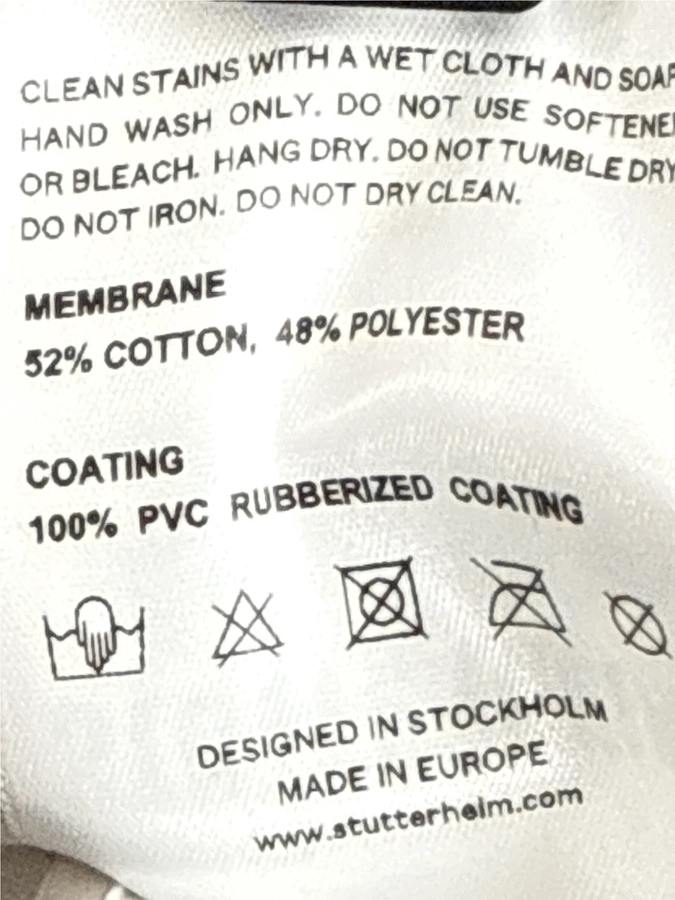 CLEAN STAINS WITH A WET CLOTH AND SOAP
HAND WASH ONLY. DO NOT USE SOFTENE
OR BLEACH. HANG DRY. DO NOT TUMBLE DRY
DO NOT IRON. DO NOT DRY CLEAN.
MEMBRANE
52% COTTON, 48% POLYESTER
COATING
100% PVC RUBBERIZED COATING
DESIGNED IN STOCKHOLM
MADE IN EUROPE
www.stutterheim.com